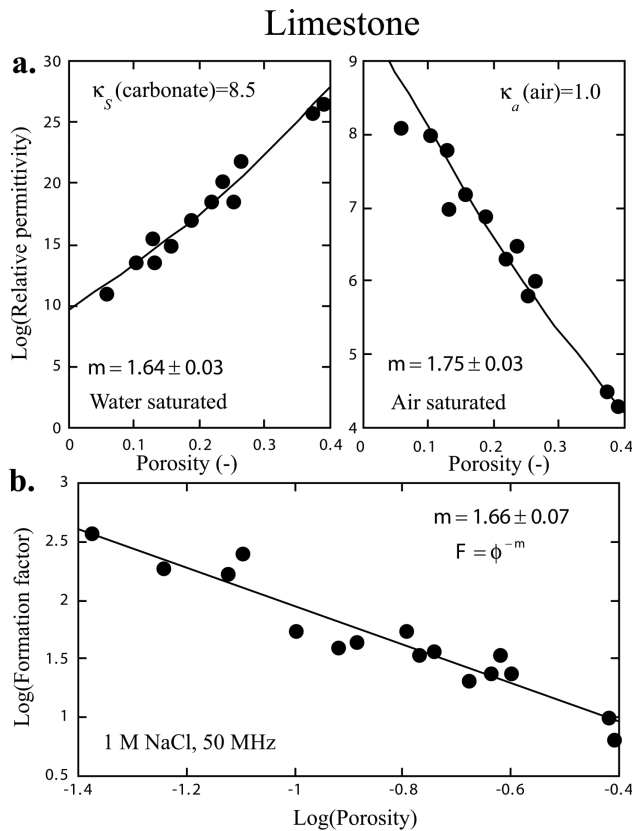 Limestone
a.
κS (carbonate)=8.5
κa (air)=1.0
Log(Relative permittivity)
30
25
20
15
10
5
0
m = 1.64 ± 0.03
Water saturated
0 0.1 0.2 0.3 0.4
Porosity (-)
9
8
7
6
5
4
m = 1.75 ± 0.03
Air saturated
0 0.1 0.2 0.3 0.4
Porosity (-)
b.
Log(Formation factor)
3
2.5
2
1.5
1
0.5
m = 1.66 ± 0.07
F = ϕ−m
1 M NaCl, 50 MHz
-1.4 -1.2 -1 -0.8 -0.6 -0.4
Log(Porosity)